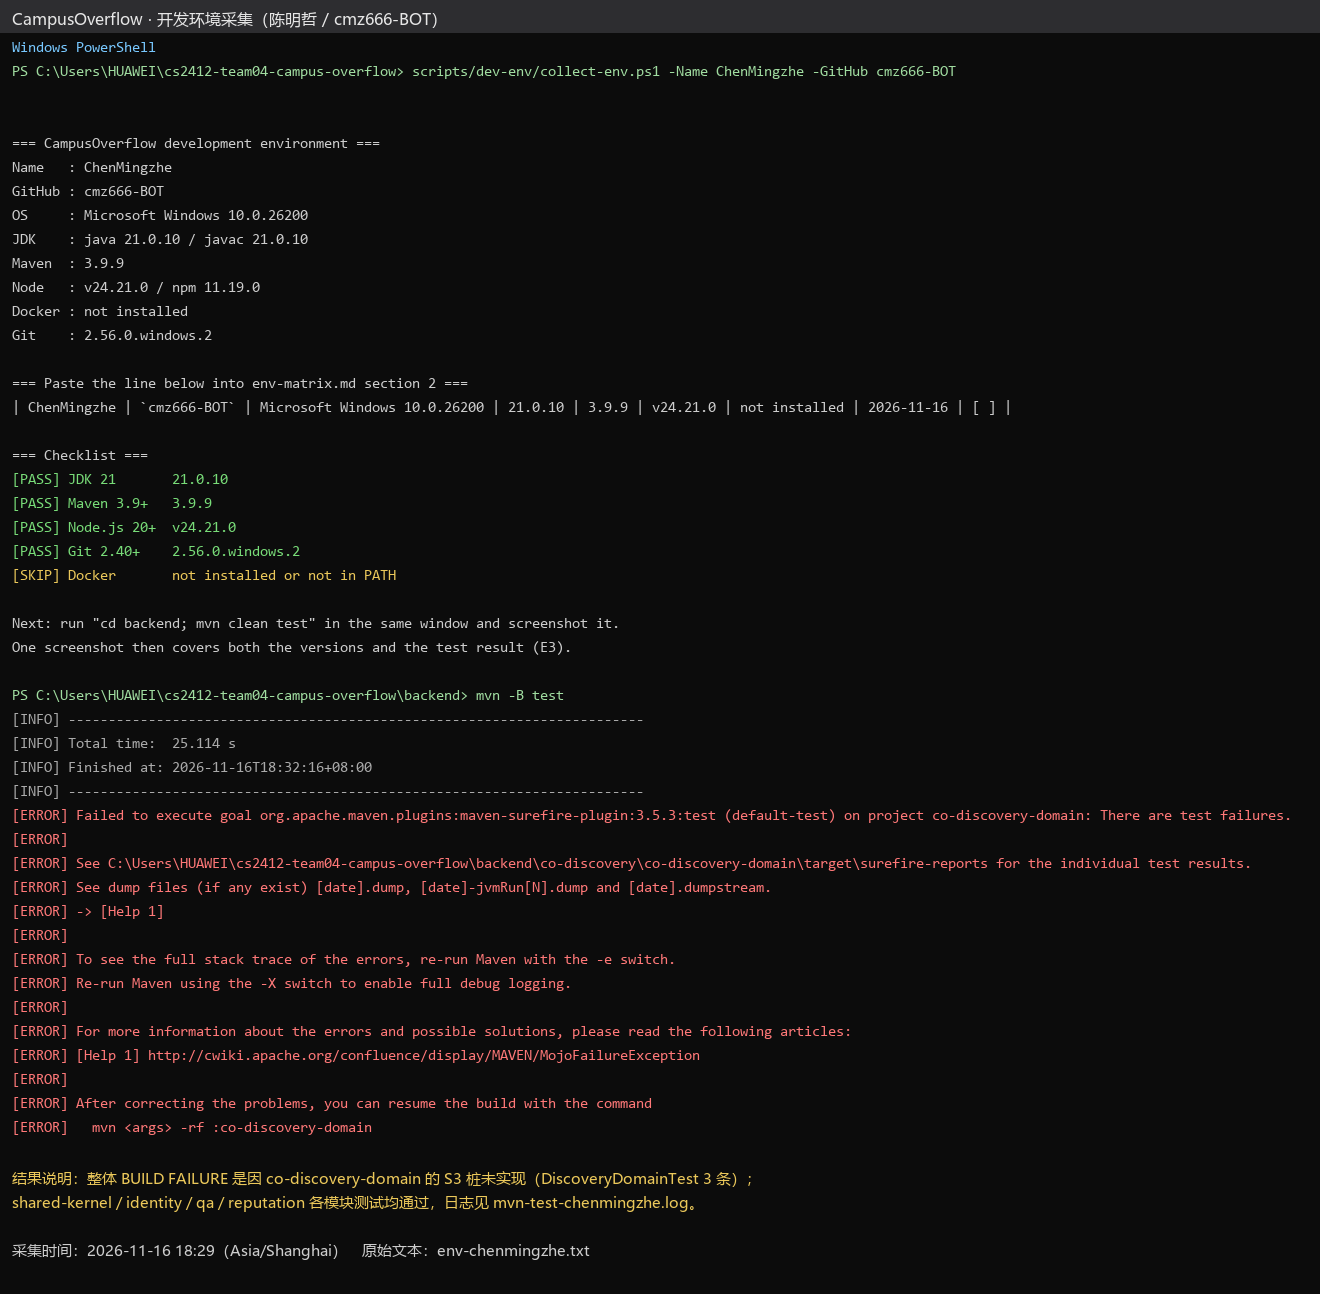 CampusOverflow · 开发环境采集（陈明哲 / cmz666-BOT）
Windows PowerShell
PS C:\Users\HUAWEI\cs2412-team04-campus-overflow> scripts/dev-env/collect-env.ps1 -Name ChenMingzhe -GitHub cmz666-BOT
=== CampusOverflow development environment ===
Name   : ChenMingzhe
GitHub : cmz666-BOT
OS     : Microsoft Windows 10.0.26200
JDK    : java 21.0.10 / javac 21.0.10
Maven  : 3.9.9
Node   : v24.21.0 / npm 11.19.0
Docker : not installed
Git    : 2.56.0.windows.2
=== Paste the line below into env-matrix.md section 2 ===
| ChenMingzhe | `cmz666-BOT` | Microsoft Windows 10.0.26200 | 21.0.10 | 3.9.9 | v24.21.0 | not installed | 2026-11-16 | [ ] |
=== Checklist ===
[PASS] JDK 21       21.0.10
[PASS] Maven 3.9+   3.9.9
[PASS] Node.js 20+  v24.21.0
[PASS] Git 2.40+    2.56.0.windows.2
[SKIP] Docker       not installed or not in PATH
Next: run "cd backend; mvn clean test" in the same window and screenshot it.
One screenshot then covers both the versions and the test result (E3).
PS C:\Users\HUAWEI\cs2412-team04-campus-overflow\backend> mvn -B test
[INFO] ------------------------------------------------------------------------
[INFO] Total time:  25.114 s
[INFO] Finished at: 2026-11-16T18:32:16+08:00
[INFO] ------------------------------------------------------------------------
[ERROR] Failed to execute goal org.apache.maven.plugins:maven-surefire-plugin:3.5.3:test (default-test) on project co-discovery-domain: There are test failures.
[ERROR]
[ERROR] See C:\Users\HUAWEI\cs2412-team04-campus-overflow\backend\co-discovery\co-discovery-domain\target\surefire-reports for the individual test results.
[ERROR] See dump files (if any exist) [date].dump, [date]-jvmRun[N].dump and [date].dumpstream.
[ERROR] -> [Help 1]
[ERROR]
[ERROR] To see the full stack trace of the errors, re-run Maven with the -e switch.
[ERROR] Re-run Maven using the -X switch to enable full debug logging.
[ERROR]
[ERROR] For more information about the errors and possible solutions, please read the following articles:
[ERROR] [Help 1] http://cwiki.apache.org/confluence/display/MAVEN/MojoFailureException
[ERROR]
[ERROR] After correcting the problems, you can resume the build with the command
[ERROR]   mvn <args> -rf :co-discovery-domain
结果说明：整体 BUILD FAILURE 是因 co-discovery-domain 的 S3 桩未实现（DiscoveryDomainTest 3 条）；
shared-kernel / identity / qa / reputation 各模块测试均通过，日志见 mvn-test-chenmingzhe.log。
采集时间：2026-11-16 18:29（Asia/Shanghai）  原始文本：env-chenmingzhe.txt